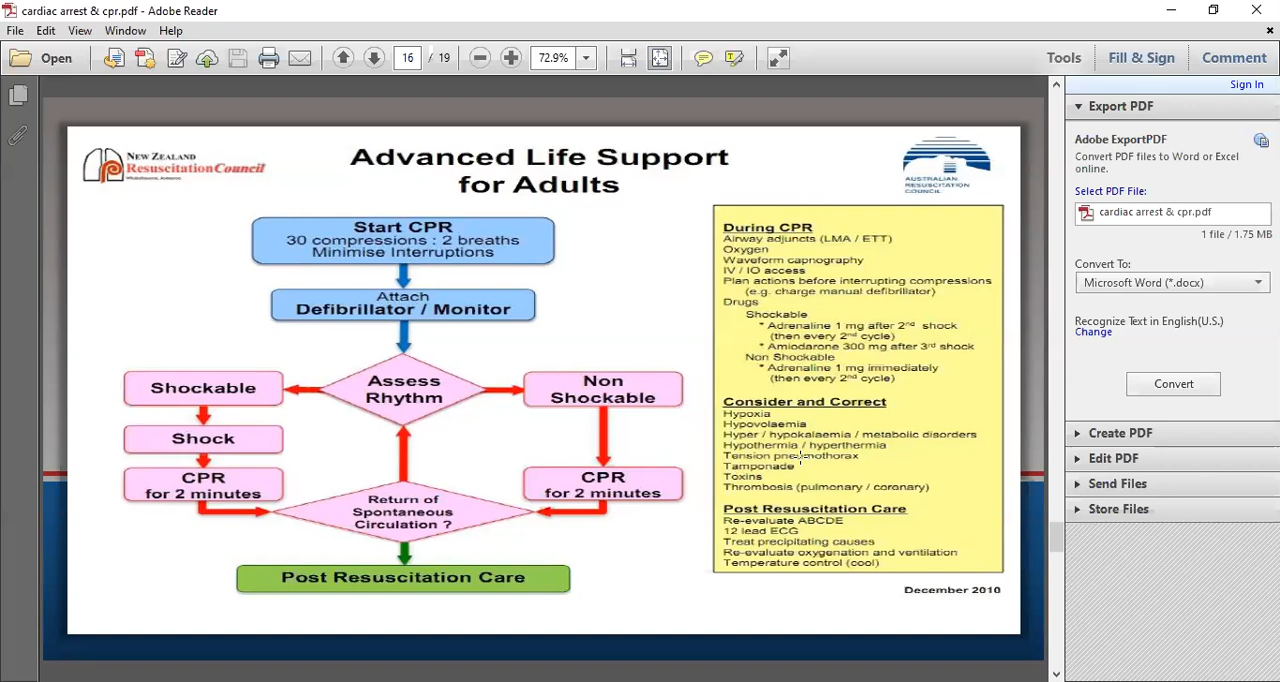 cardiac arrest & cpr.pdf - Adobe Reader
File Edit View Window Help
Open
16 / 19
72.9%
Tools
Fill & Sign
Comment
Sign In
Export PDF
Adobe ExportPDF
Convert PDF files to Word or Excel
online.
Select PDF File:
cardiac arrest & cpr.pdf
1 file / 1.75 MB
Convert To:
Microsoft Word (*.docx)
Recognize Text in English(U.S.)
Change
Convert
Create PDF
Edit PDF
Send Files
Store Files
NEW ZEALAND
Resuscitation Council
AUSTRALIAN
RESUSCITATION
COUNCIL
Advanced Life Support
for Adults
Start CPR
30 compressions : 2 breaths
Minimise Interruptions
Attach
Defibrillator / Monitor
Assess
Rhythm
Shockable
Shock
CPR
for 2 minutes
Non
Shockable
CPR
for 2 minutes
Return of
Spontaneous
Circulation ?
Post Resuscitation Care
During CPR
Airway adjuncts (LMA / ETT)
Oxygen
Waveform capnography
IV / IO access
Plan actions before interrupting compressions
(e.g. charge manual defibrillator)
Drugs
Shockable
* Adrenaline 1 mg after 2nd shock
(then every 2nd cycle)
* Amiodarone 300 mg after 3rd shock
Non Shockable
* Adrenaline 1 mg immediately
(then every 2nd cycle)
Consider and Correct
Hypoxia
Hypovolaemia
Hyper / hypokalaemia / metabolic disorders
Hypothermia / hyperthermia
Tension pneumothorax
Tamponade
Toxins
Thrombosis (pulmonary / coronary)
Post Resuscitation Care
Re-evaluate ABCDE
12 lead ECG
Treat precipitating causes
Re-evaluate oxygenation and ventilation
Temperature control (cool)
December 2010